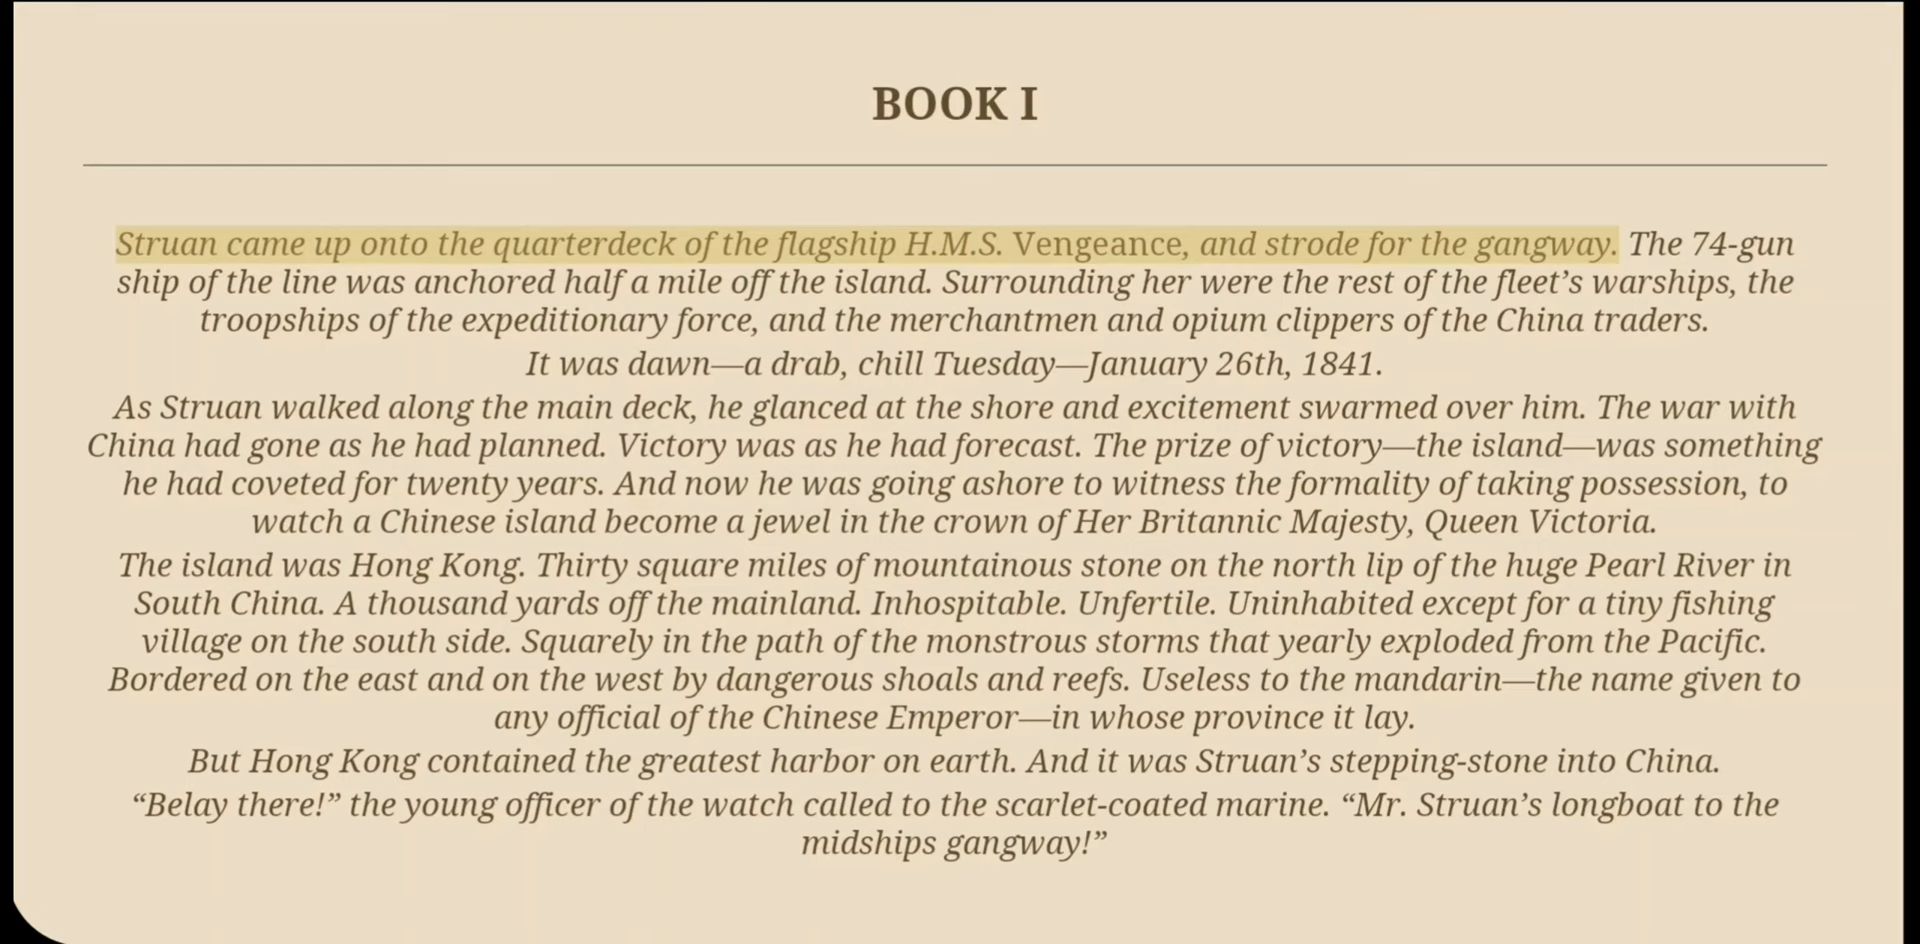 BOOK I
Struan came up onto the quarterdeck of the flagship H.M.S. Vengeance, and strode for the gangway. The 74-gun
ship of the line was anchored half a mile off the island. Surrounding her were the rest of the fleet’s warships, the
troopships of the expeditionary force, and the merchantmen and opium clippers of the China traders.
It was dawn—a drab, chill Tuesday—January 26th, 1841.
As Struan walked along the main deck, he glanced at the shore and excitement swarmed over him. The war with
China had gone as he had planned. Victory was as he had forecast. The prize of victory—the island—was something
he had coveted for twenty years. And now he was going ashore to witness the formality of taking possession, to
watch a Chinese island become a jewel in the crown of Her Britannic Majesty, Queen Victoria.
The island was Hong Kong. Thirty square miles of mountainous stone on the north lip of the huge Pearl River in
South China. A thousand yards off the mainland. Inhospitable. Unfertile. Uninhabited except for a tiny fishing
village on the south side. Squarely in the path of the monstrous storms that yearly exploded from the Pacific.
Bordered on the east and on the west by dangerous shoals and reefs. Useless to the mandarin—the name given to
any official of the Chinese Emperor—in whose province it lay.
But Hong Kong contained the greatest harbor on earth. And it was Struan’s stepping-stone into China.
“Belay there!” the young officer of the watch called to the scarlet-coated marine. “Mr. Struan’s longboat to the
midships gangway!”